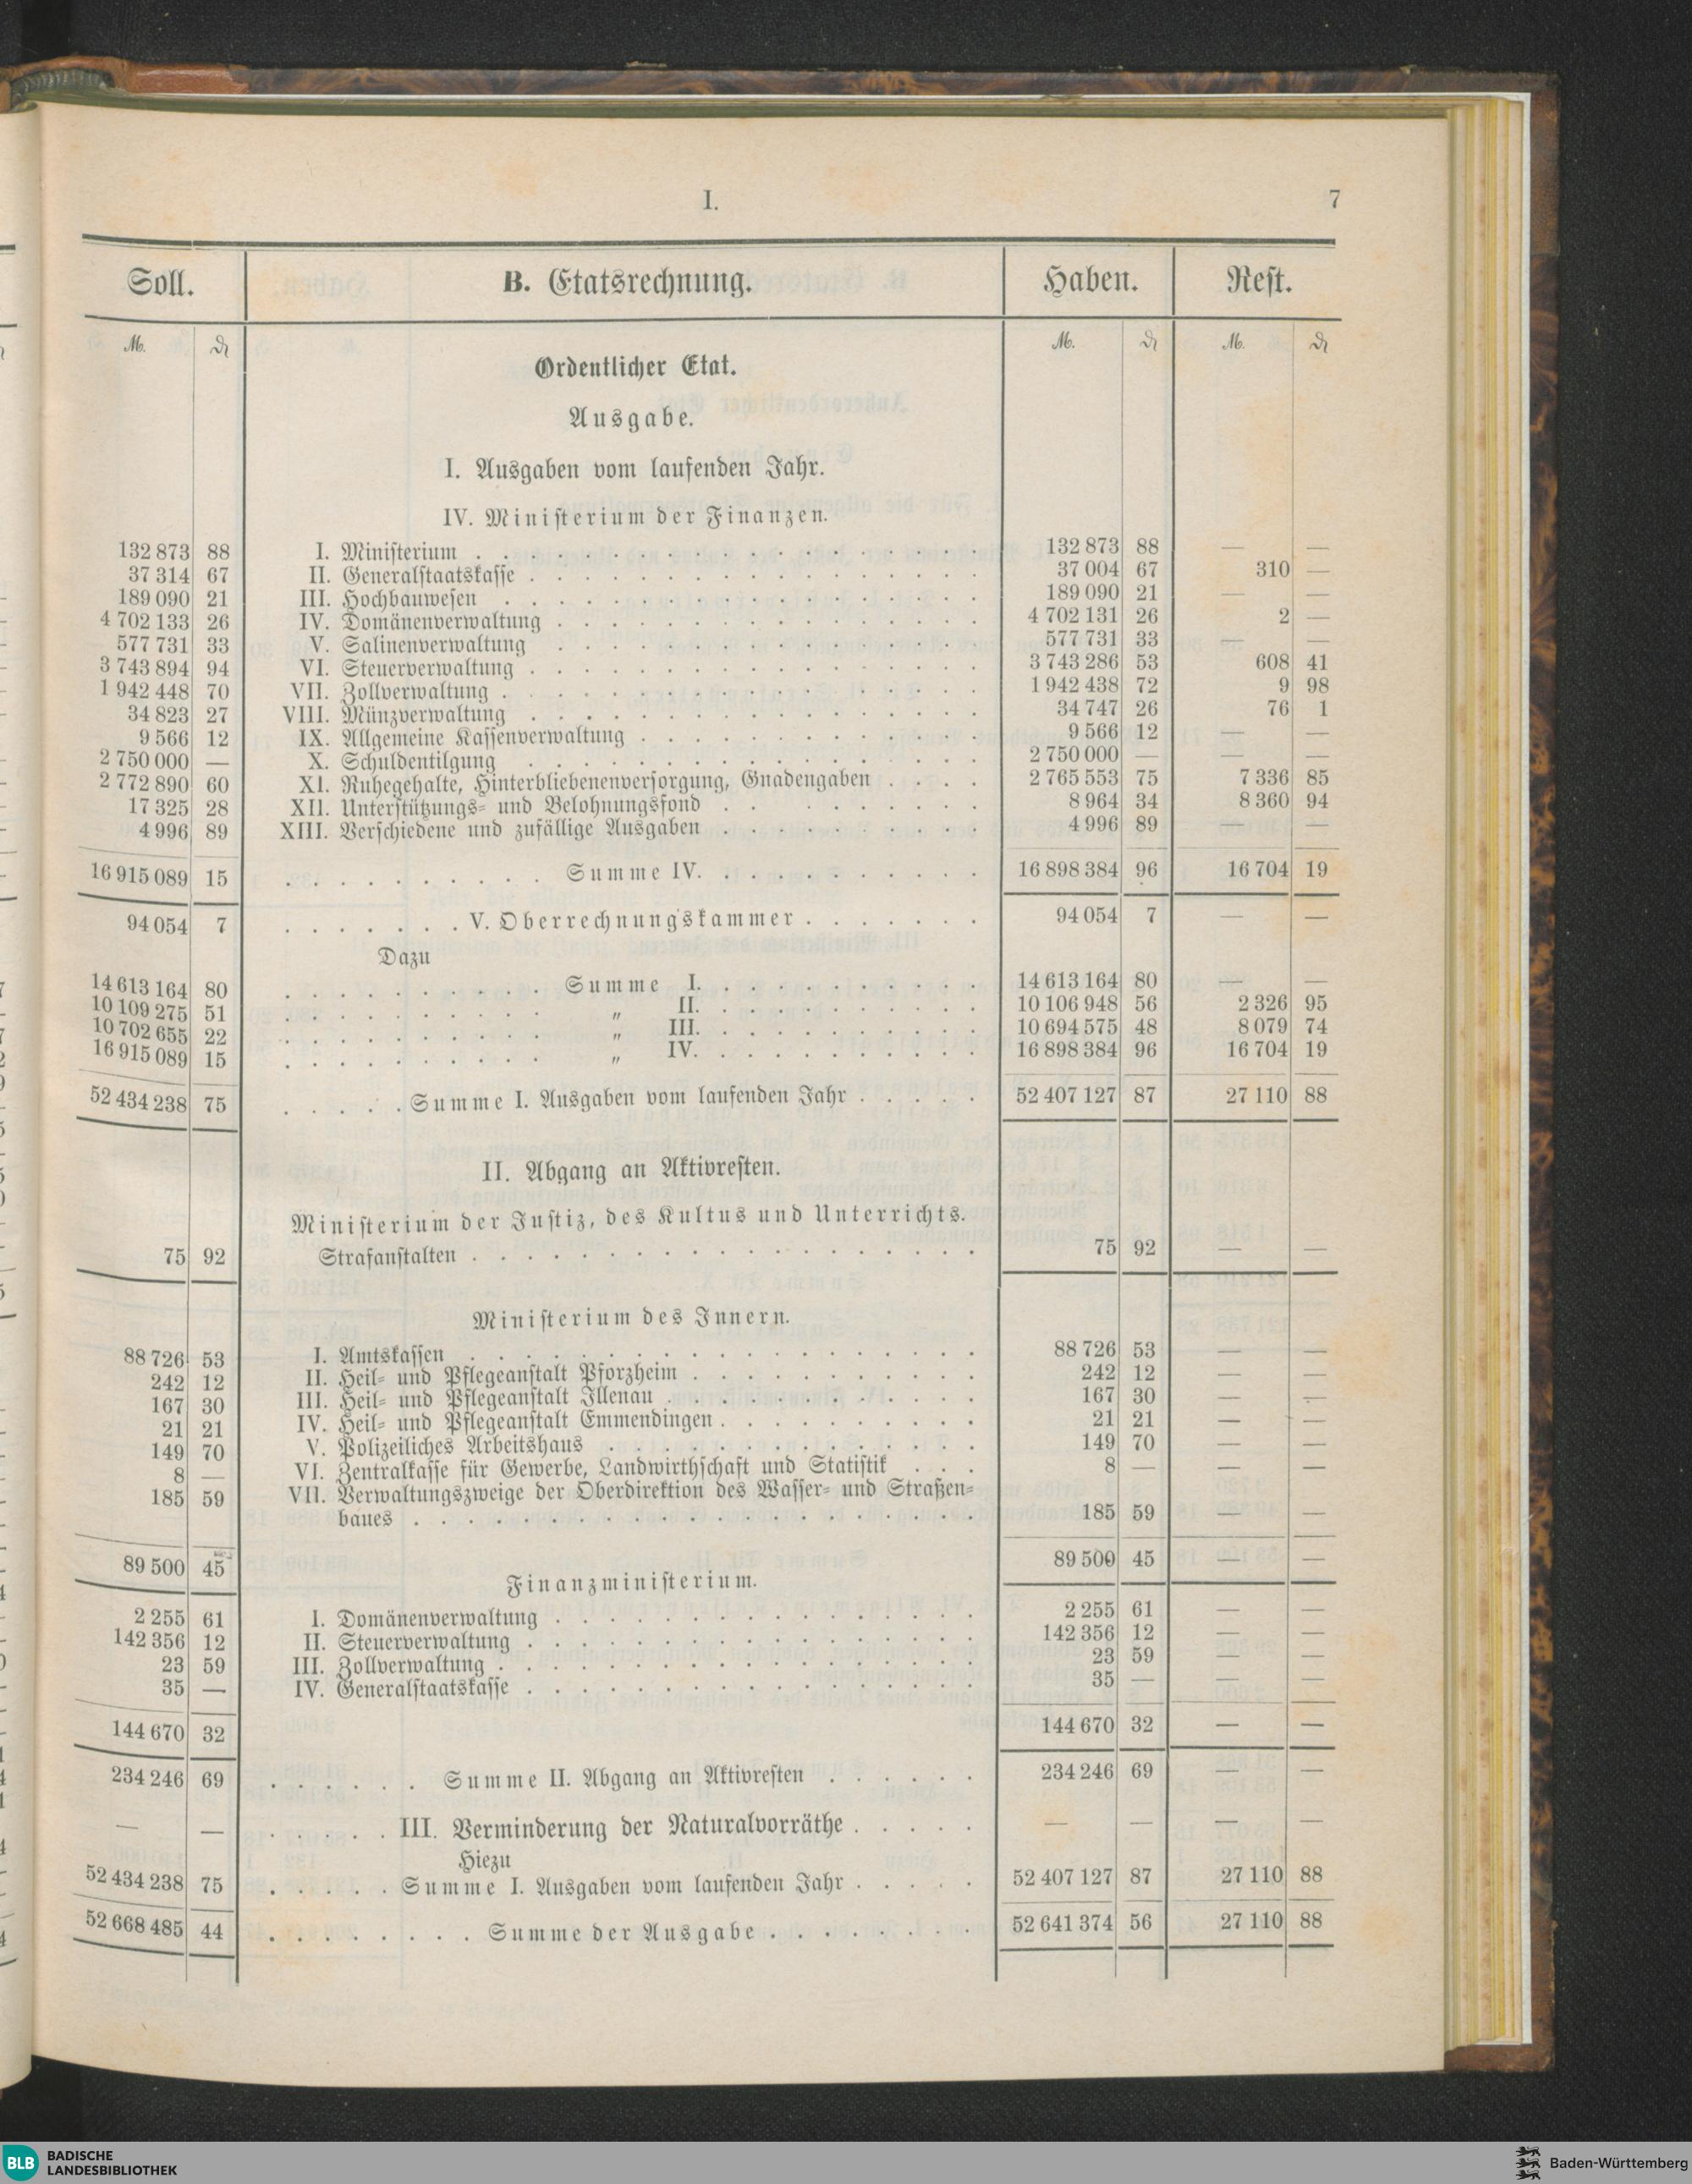 I. 7
Soll. B. Etatsrechnung. Haben. Rest.
M. ₰ M. ₰ M. ₰
Ordentlicher Etat.
Ausgabe.
I. Ausgaben vom laufenden Jahr.
IV. Ministerium der Finanzen.
132 873 88 I. Ministerium . . . . 132 873 88 — —
37 314 67 II. Generalstaatskasse . . . . 37 004 67 310 —
189 090 21 III. Hochbauwesen . . . . 189 090 21 — —
4 702 133 26 IV. Domänenverwaltung . . . . 4 702 131 26 2 —
577 731 33 V. Salinenverwaltung . . . . 577 731 33 — —
3 743 894 94 VI. Steuerverwaltung . . . . 3 743 286 53 608 41
1 942 448 70 VII. Zollverwaltung . . . . 1 942 438 72 9 98
34 823 27 VIII. Münzverwaltung . . . . 34 747 26 76 1
9 566 12 IX. Allgemeine Kassenverwaltung . . . . 9 566 12 — —
2 750 000 — X. Schuldentilgung . . . . 2 750 000 — — —
2 772 890 60 XI. Ruhegehalte, Hinterbliebenenversorgung, Gnadengaben . . . . 2 765 553 75 7 336 85
17 325 28 XII. Unterstützungs- und Belohnungsfond . . . . 8 964 34 8 360 94
4 996 89 XIII. Verschiedene und zufällige Ausgaben . . . . 4 996 89 — —
16 915 089 15 . . . . Summe IV. . . . . 16 898 384 96 16 704 19
94 054 7 . . . . V. Oberrechnungskammer . . . . 94 054 7 — —
Dazu
14 613 164 80 . . . . Summe I. . . . . 14 613 164 80 — —
10 109 275 51 . . . . „ II. . . . . 10 106 948 56 2 326 95
10 702 655 22 . . . . „ III. . . . . 10 694 575 48 8 079 74
16 915 089 15 . . . . „ IV. . . . . 16 898 384 96 16 704 19
52 434 238 75 . . . . Summe I. Ausgaben vom laufenden Jahr . . . . 52 407 127 87 27 110 88
II. Abgang an Aktivresten.
Ministerium der Justiz, des Kultus und Unterrichts.
75 92 Strafanstalten . . . . 75 92 — —
Ministerium des Innern.
88 726 53 I. Amtskassen . . . . 88 726 53 — —
242 12 II. Heil- und Pflegeanstalt Pforzheim . . . . 242 12 — —
167 30 III. Heil- und Pflegeanstalt Illenau . . . . 167 30 — —
21 21 IV. Heil- und Pflegeanstalt Emmendingen . . . . 21 21 — —
149 70 V. Polizeiliches Arbeitshaus . . . . 149 70 — —
8 — VI. Zentralkasse für Gewerbe, Landwirthschaft und Statistik . . . 8 — — —
185 59 VII. Verwaltungszweige der Oberdirektion des Wasser- und Straßen-
baues . . . . 185 59 — —
89 500 45 89 500 45 — —
Finanzministerium.
2 255 61 I. Domänenverwaltung . . . . 2 255 61 — —
142 356 12 II. Steuerverwaltung . . . . 142 356 12 — —
23 59 III. Zollverwaltung . . . . 23 59 — —
35 — IV. Generalstaatskasse . . . . 35 — — —
144 670 32 144 670 32 — —
234 246 69 . . . . Summe II. Abgang an Aktivresten . . . . 234 246 69 — —
— — . . . . III. Verminderung der Naturalvorräthe . . . . — — — —
Hiezu
52 434 238 75 . . . . Summe I. Ausgaben vom laufenden Jahr . . . . 52 407 127 87 27 110 88
52 668 485 44 . . . . Summe der Ausgabe . . . . 52 641 374 56 27 110 88
BLB BADISCHE LANDESBIBLIOTHEK
Baden-Württemberg